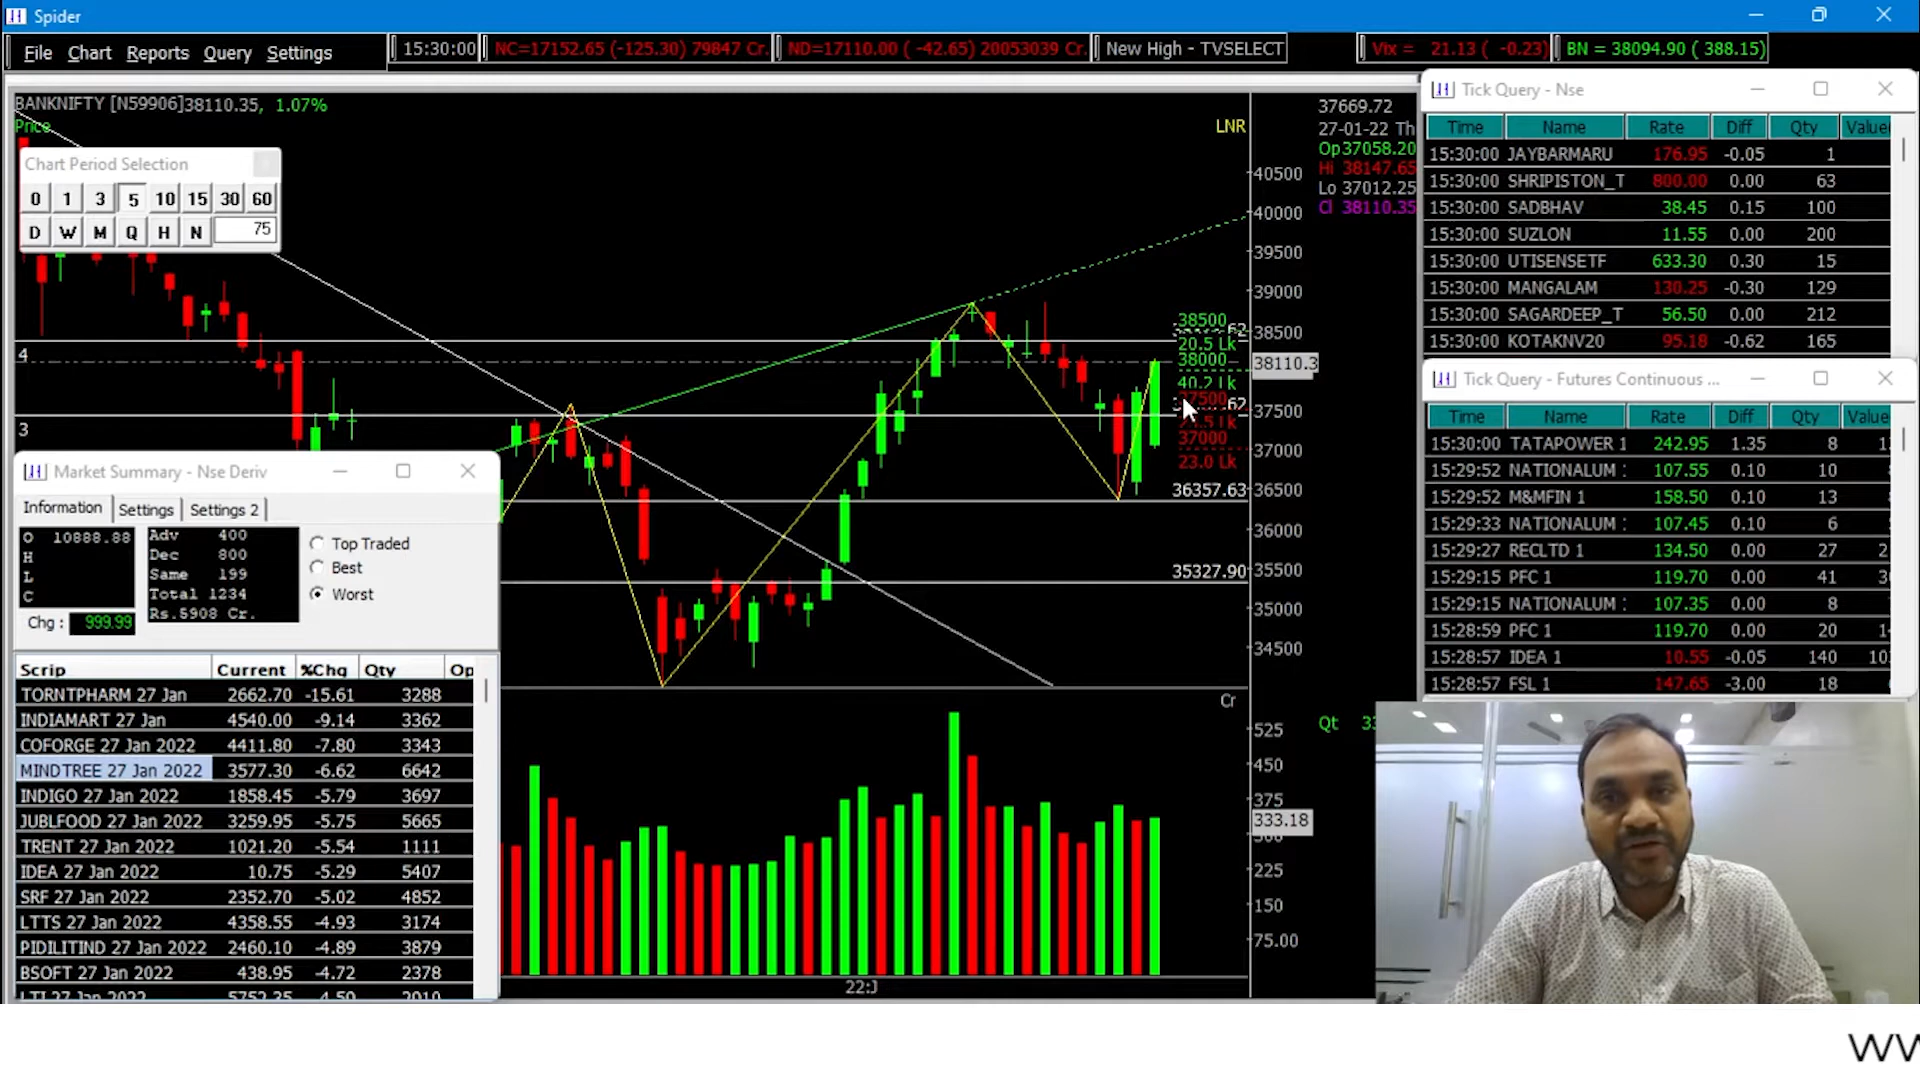 Spider
File Chart Reports Query Settings
15:30:00 NC=17152.65 (-125.30) 79847 Cr. ND=17110.00 ( -42.65) 20053039 Cr. New High - TVSELECT Vix = 21.13 ( -0.23) BN = 38094.90 ( 388.15)
BANKNIFTY [N59906]38110.35, 1.07%
Price
LNR
Chart Period Selection
0 1 3 5 10 15 30 60
D W M Q H N 75
4
3
37669.72
27-01-22 Th
Op37058.20
Hi 38147.65
Lo 37012.25
Cl 38110.35
40500
40000
39500
39000
38500
38110.3
37500
37000
36500
36000
35500
35000
34500
38500
20.5 Lk
38000
40.2 Lk
37500
37000
23.0 Lk
36357.63
35327.90
Cr
Qt
525
450
375
333.18
225
150
75.00
22:J
Market Summary - Nse Deriv
Information Settings Settings 2
O 10888.88
H
L
C
Chg : 999.99
Adv 400
Dec 800
Same 199
Total 1234
Rs.5908 Cr.
Top Traded
Best
Worst
Scrip Current %Chg Qty Op
TORNTPHARM 27 Jan 2662.70 -15.61 3288
INDIAMART 27 Jan 4540.00 -9.14 3362
COFORGE 27 Jan 2022 4411.80 -7.80 3343
MINDTREE 27 Jan 2022 3577.30 -6.62 6642
INDIGO 27 Jan 2022 1858.45 -5.79 3697
JUBLFOOD 27 Jan 2022 3259.95 -5.75 5665
TRENT 27 Jan 2022 1021.20 -5.54 1111
IDEA 27 Jan 2022 10.75 -5.29 5407
SRF 27 Jan 2022 2352.70 -5.02 4852
LTTS 27 Jan 2022 4358.55 -4.93 3174
PIDILITIND 27 Jan 2022 2460.10 -4.89 3879
BSOFT 27 Jan 2022 438.95 -4.72 2378
LTI 27 Jan 2022
Tick Query - Nse
Time Name Rate Diff Qty Value
15:30:00 JAYBARMARU 176.95 -0.05 1
15:30:00 SHRIPISTON_T 800.00 0.00 63
15:30:00 SADBHAV 38.45 0.15 100
15:30:00 SUZLON 11.55 0.00 200
15:30:00 UTISENSETF 633.30 0.30 15
15:30:00 MANGALAM 130.25 -0.30 129
15:30:00 SAGARDEEP_T 56.50 0.00 212
15:30:00 KOTAKNV20 95.18 -0.62 165
Tick Query - Futures Continuous ...
Time Name Rate Diff Qty Value
15:30:00 TATAPOWER 1 242.95 1.35 8
15:29:52 NATIONALUM 107.55 0.10 10
15:29:52 M&MFIN 1 158.50 0.10 13
15:29:33 NATIONALUM 107.45 0.10 6
15:29:27 RECLTD 1 134.50 0.00 27
15:29:15 PFC 1 119.70 0.00 41
15:29:15 NATIONALUM 107.35 0.00 8
15:28:59 PFC 1 119.70 0.00 20
15:28:57 IDEA 1 10.55 -0.05 140
15:28:57 FSL 1 147.65 -3.00 18